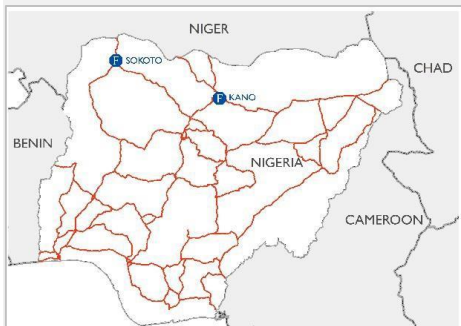 NIGER
F SOKOTO
CHAD
F KANO
BENIN
NIGERIA
CAMEROON